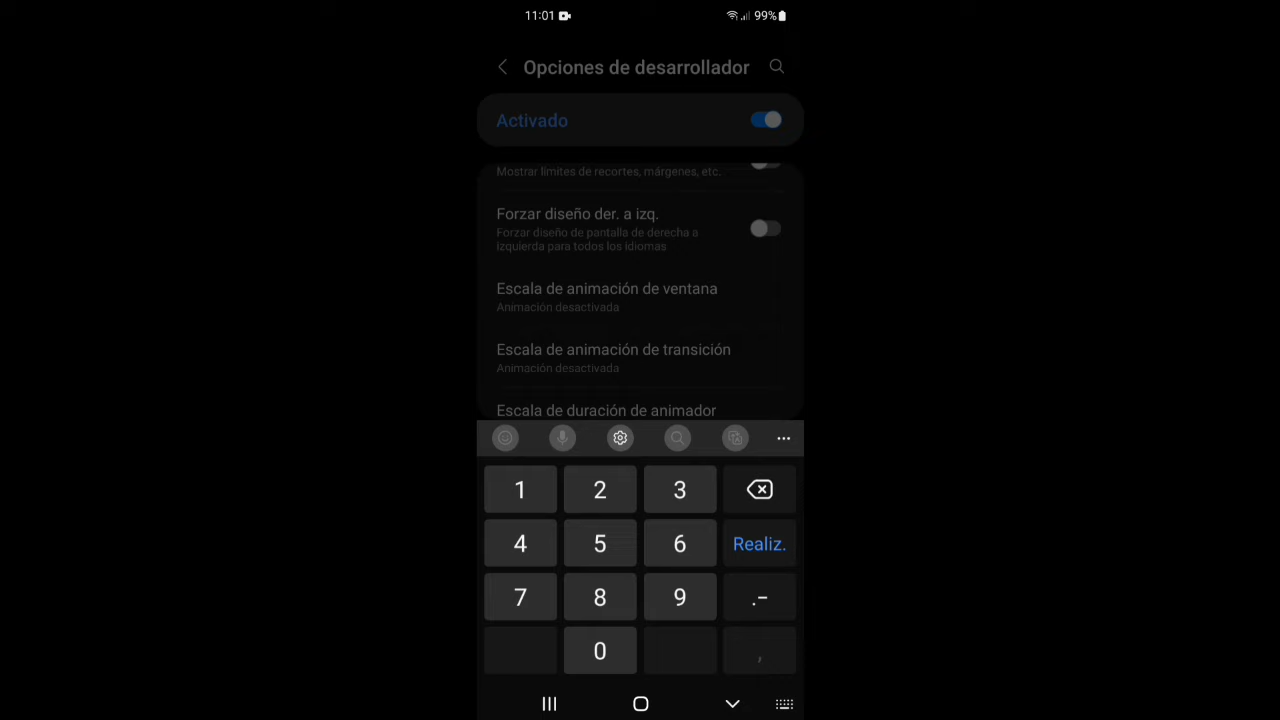 11:01
99%
Opciones de desarrollador
Activado
Mostrar límites de recortes, márgenes, etc.
Forzar diseño der. a izq.
Forzar diseño de pantalla de derecha a
izquierda para todos los idiomas
Escala de animación de ventana
Animación desactivada
Escala de animación de transición
Animación desactivada
Escala de duración de animador
1 2 3
4 5 6 Realiz.
7 8 9 .-
0 ,